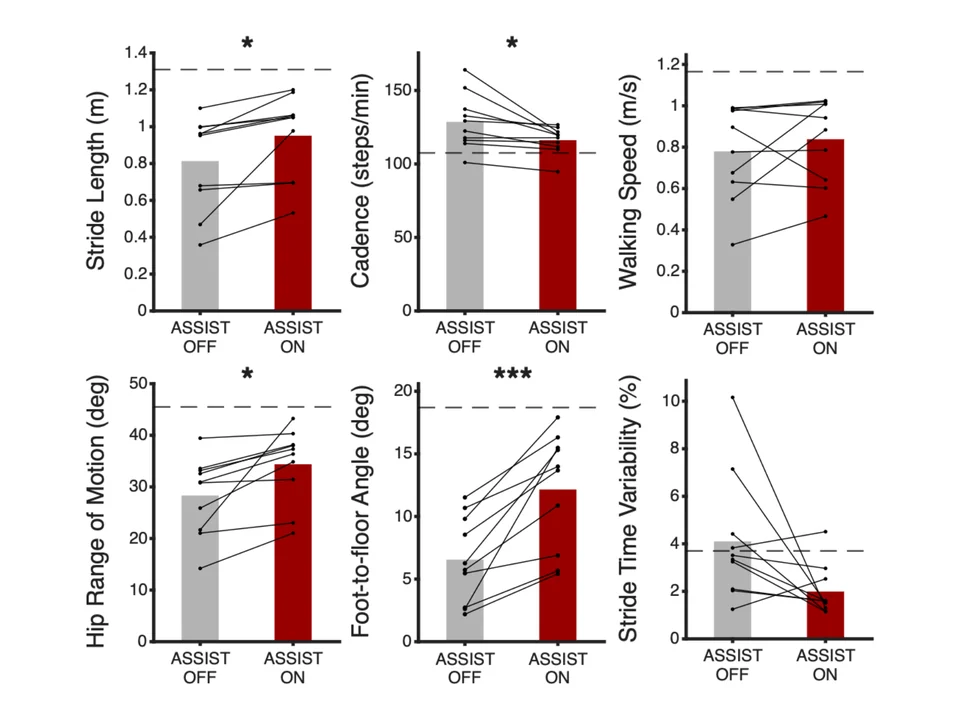 *
Stride Length (m)
1.4
1.2
1
0.8
0.6
0.4
0.2
0
ASSIST
OFF
ASSIST
ON
*
Cadence (steps/min)
150
100
50
0
ASSIST
OFF
ASSIST
ON
Walking Speed (m/s)
1.2
1
0.8
0.6
0.4
0.2
0
ASSIST
OFF
ASSIST
ON
*
Hip Range of Motion (deg)
50
40
30
20
10
0
ASSIST
OFF
ASSIST
ON
***
Foot-to-floor Angle (deg)
20
15
10
5
0
ASSIST
OFF
ASSIST
ON
Stride Time Variability (%)
10
8
6
4
2
0
ASSIST
OFF
ASSIST
ON